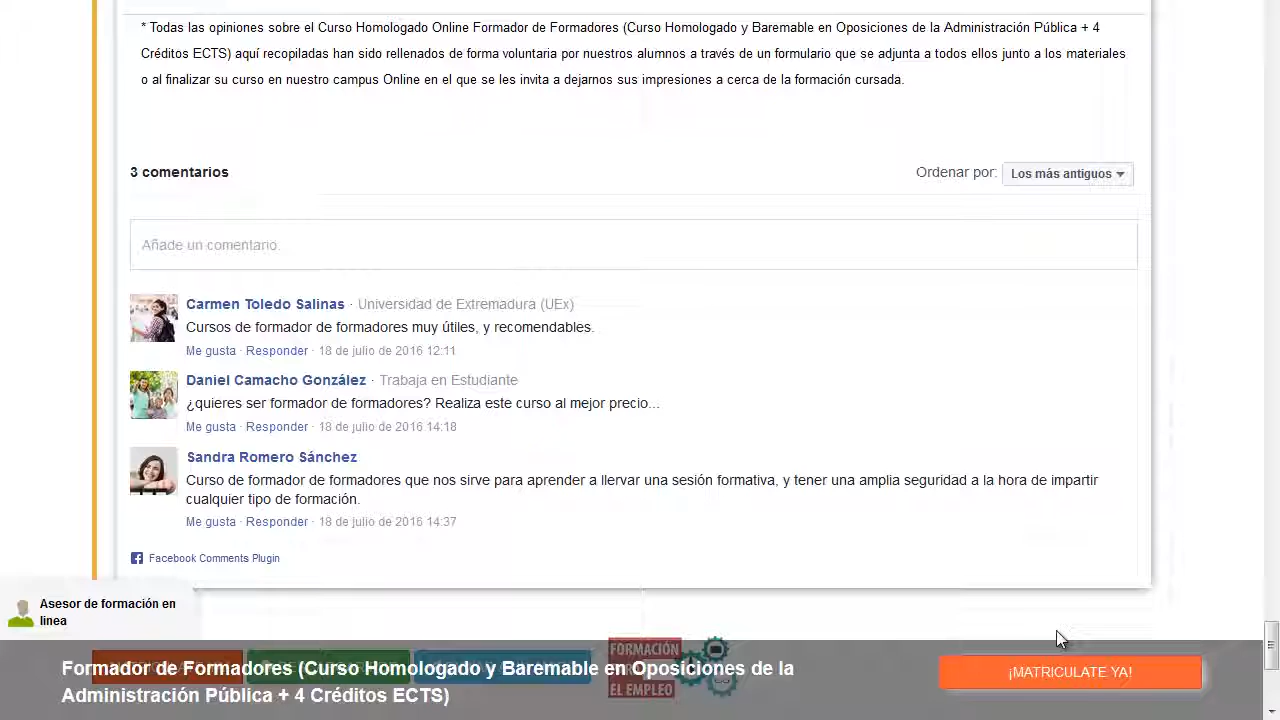 * Todas las opiniones sobre el Curso Homologado Online Formador de Formadores (Curso Homologado y Baremable en Oposiciones de la Administración Pública + 4
Créditos ECTS) aquí recopiladas han sido rellenados de forma voluntaria por nuestros alumnos a través de un formulario que se adjunta a todos ellos junto a los materiales
o al finalizar su curso en nuestro campus Online en el que se les invita a dejarnos sus impresiones a cerca de la formación cursada.
3 comentarios
Ordenar por: Los más antiguos
Añade un comentario.
Carmen Toledo Salinas · Universidad de Extremadura (UEx)
Cursos de formador de formadores muy útiles, y recomendables.
Me gusta · Responder · 18 de julio de 2016 12:11
Daniel Camacho González · Trabaja en Estudiante
¿quieres ser formador de formadores? Realiza este curso al mejor precio...
Me gusta · Responder · 18 de julio de 2016 14:18
Sandra Romero Sánchez
Curso de formador de formadores que nos sirve para aprender a llervar una sesión formativa, y tener una amplia seguridad a la hora de impartir
cualquier tipo de formación.
Me gusta · Responder · 18 de julio de 2016 14:37
Facebook Comments Plugin
Asesor de formación en
linea
FORMACIÓN
EL EMPLEO
Formador de Formadores (Curso Homologado y Baremable en Oposiciones de la
Administración Pública + 4 Créditos ECTS)
¡MATRICULATE YA!